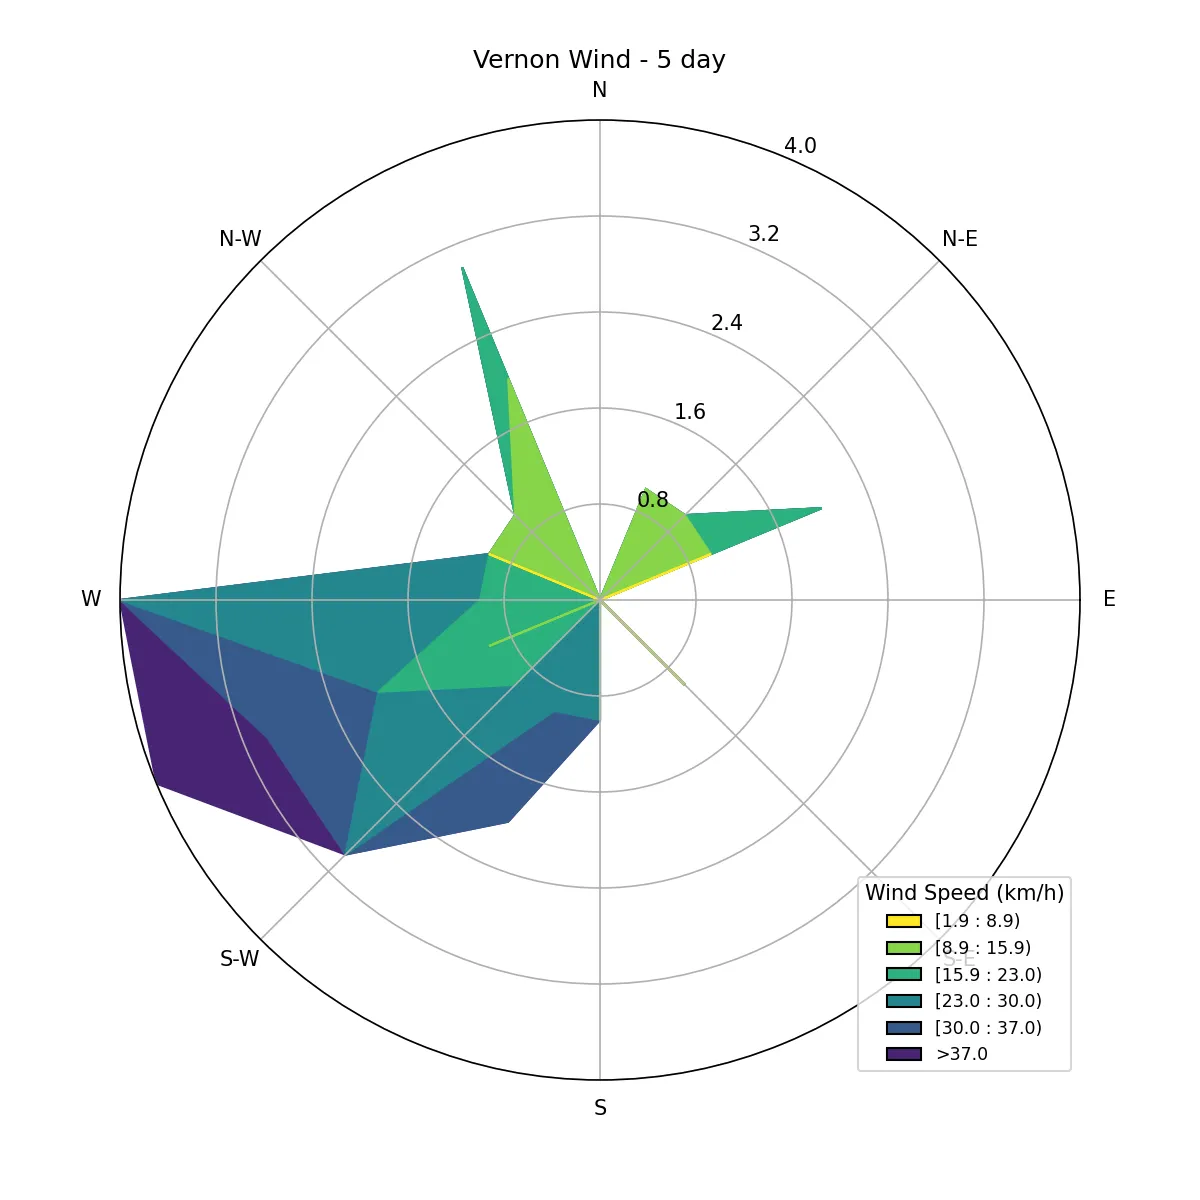 Vernon Wind - 5 day
N
4.0
3.2
N-W
N-E
2.4
1.6
0.8
W
E
S-W
S-E
Wind Speed (km/h)
[1.9 : 8.9)
[8.9 : 15.9)
[15.9 : 23.0)
[23.0 : 30.0)
[30.0 : 37.0)
>37.0
S